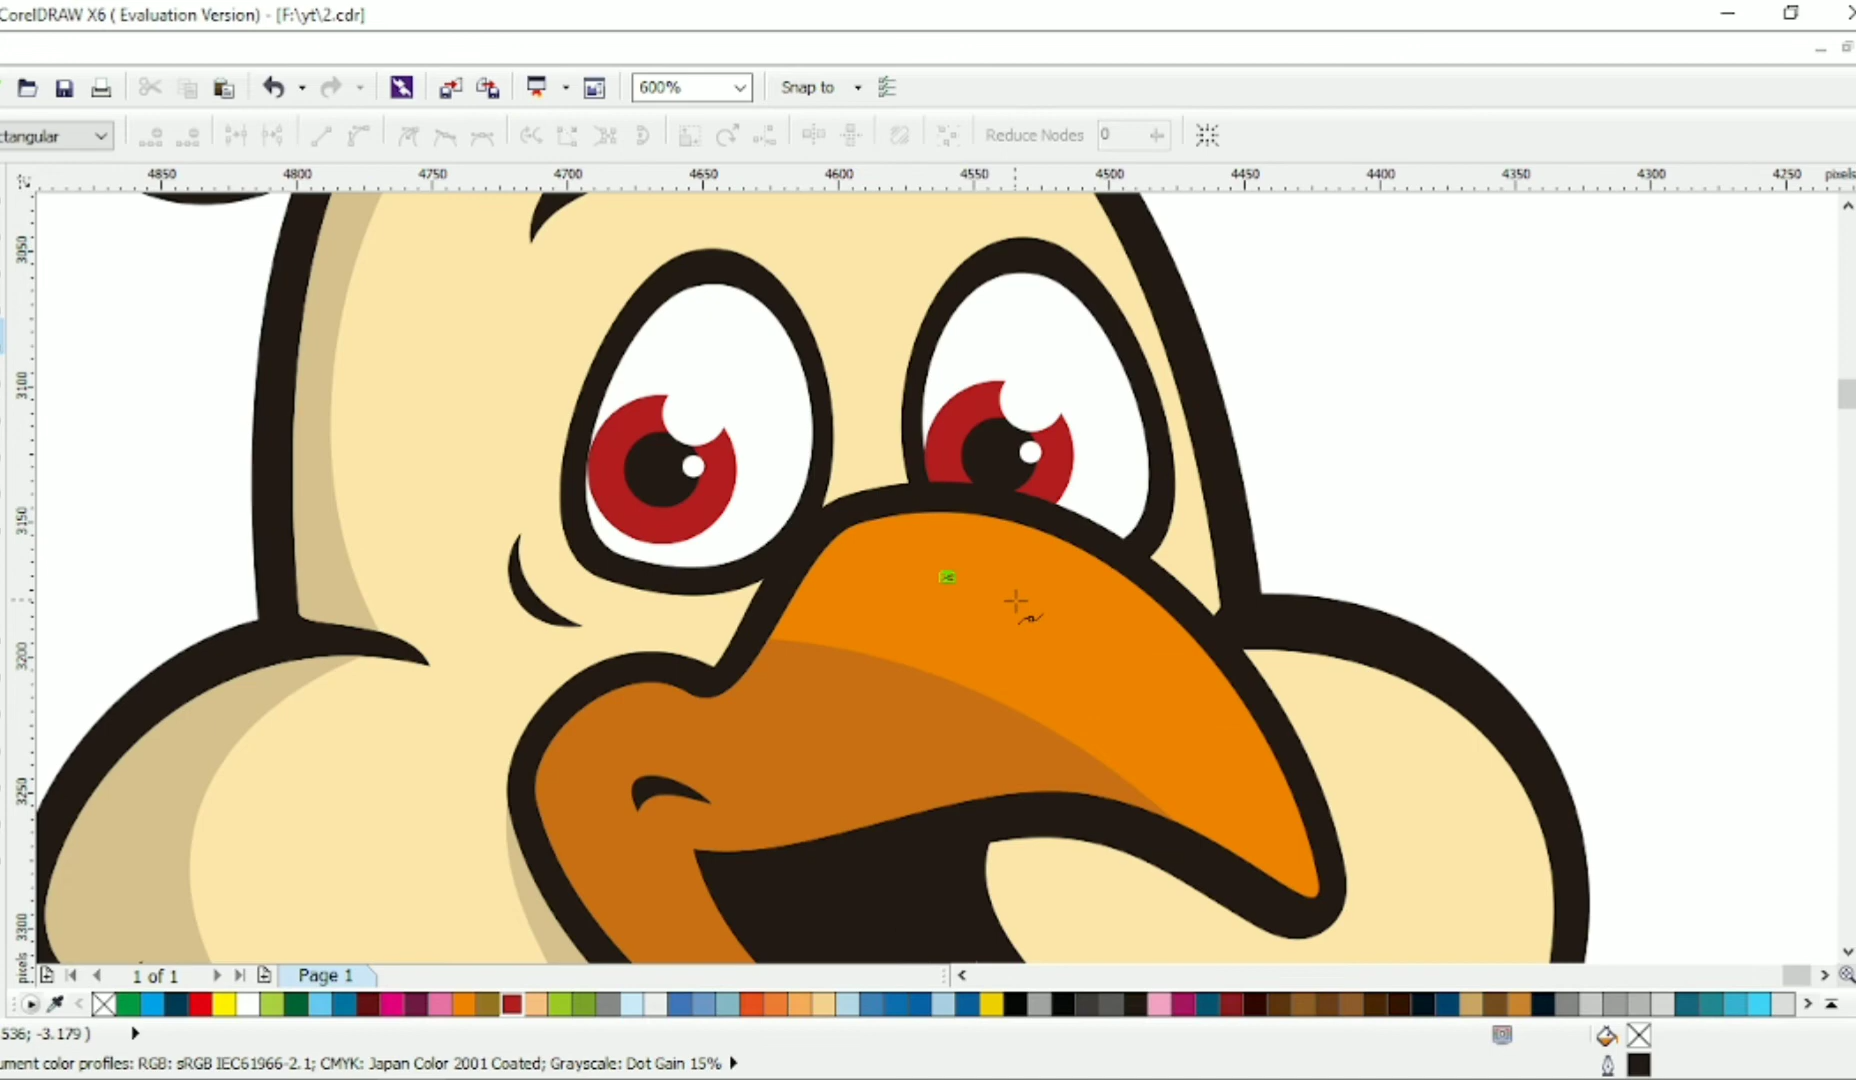 CorelDRAW X6 ( Evaluation Version) - [F:\yt\2.cdr]
600%
Snap to
ctangular
Reduce Nodes 0
4850 4800 4750 4700 4650 4600 4550 4500 4450 4400 4350 4300 4250 pixels
3050
3100
3150
3200
3250
3300
pixels
1 of 1
Page 1
536; -3.179 )
ument color profiles: RGB: sRGB IEC61966-2.1; CMYK: Japan Color 2001 Coated; Grayscale: Dot Gain 15%